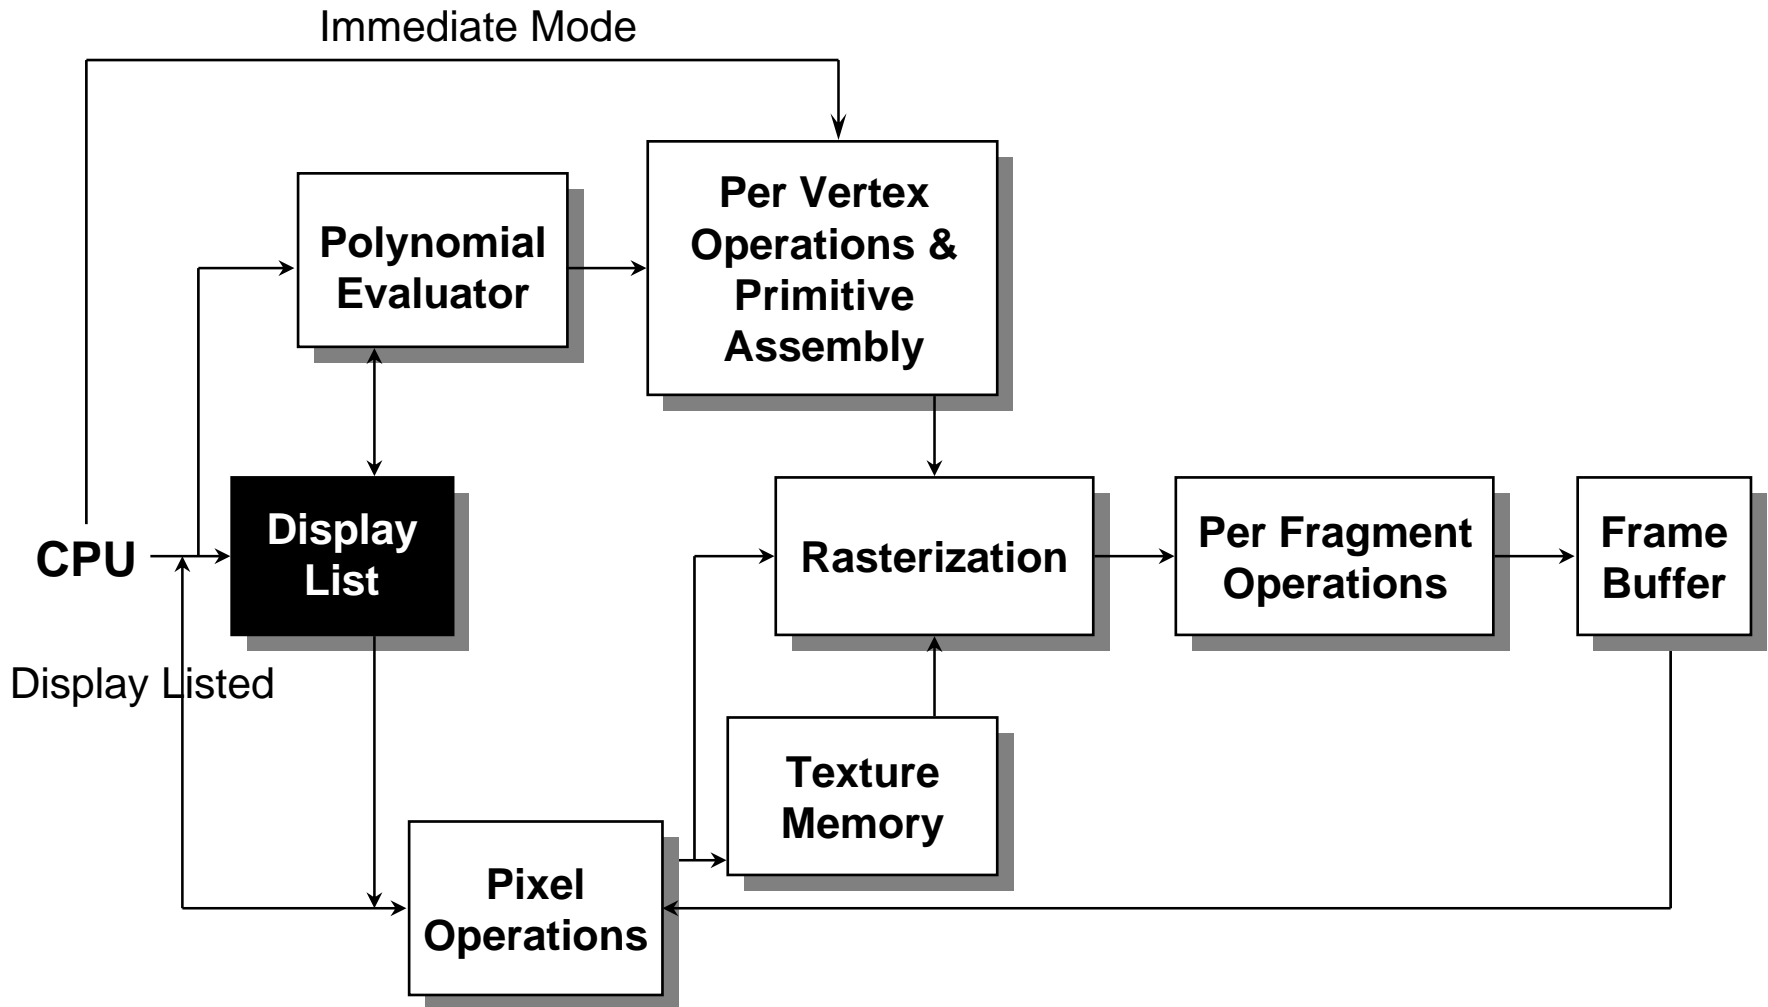 Immediate Mode
Polynomial
Evaluator
Per Vertex
Operations &
Primitive
Assembly
CPU
Display
List
Display Listed
Rasterization
Per Fragment
Operations
Frame
Buffer
Texture
Memory
Pixel
Operations